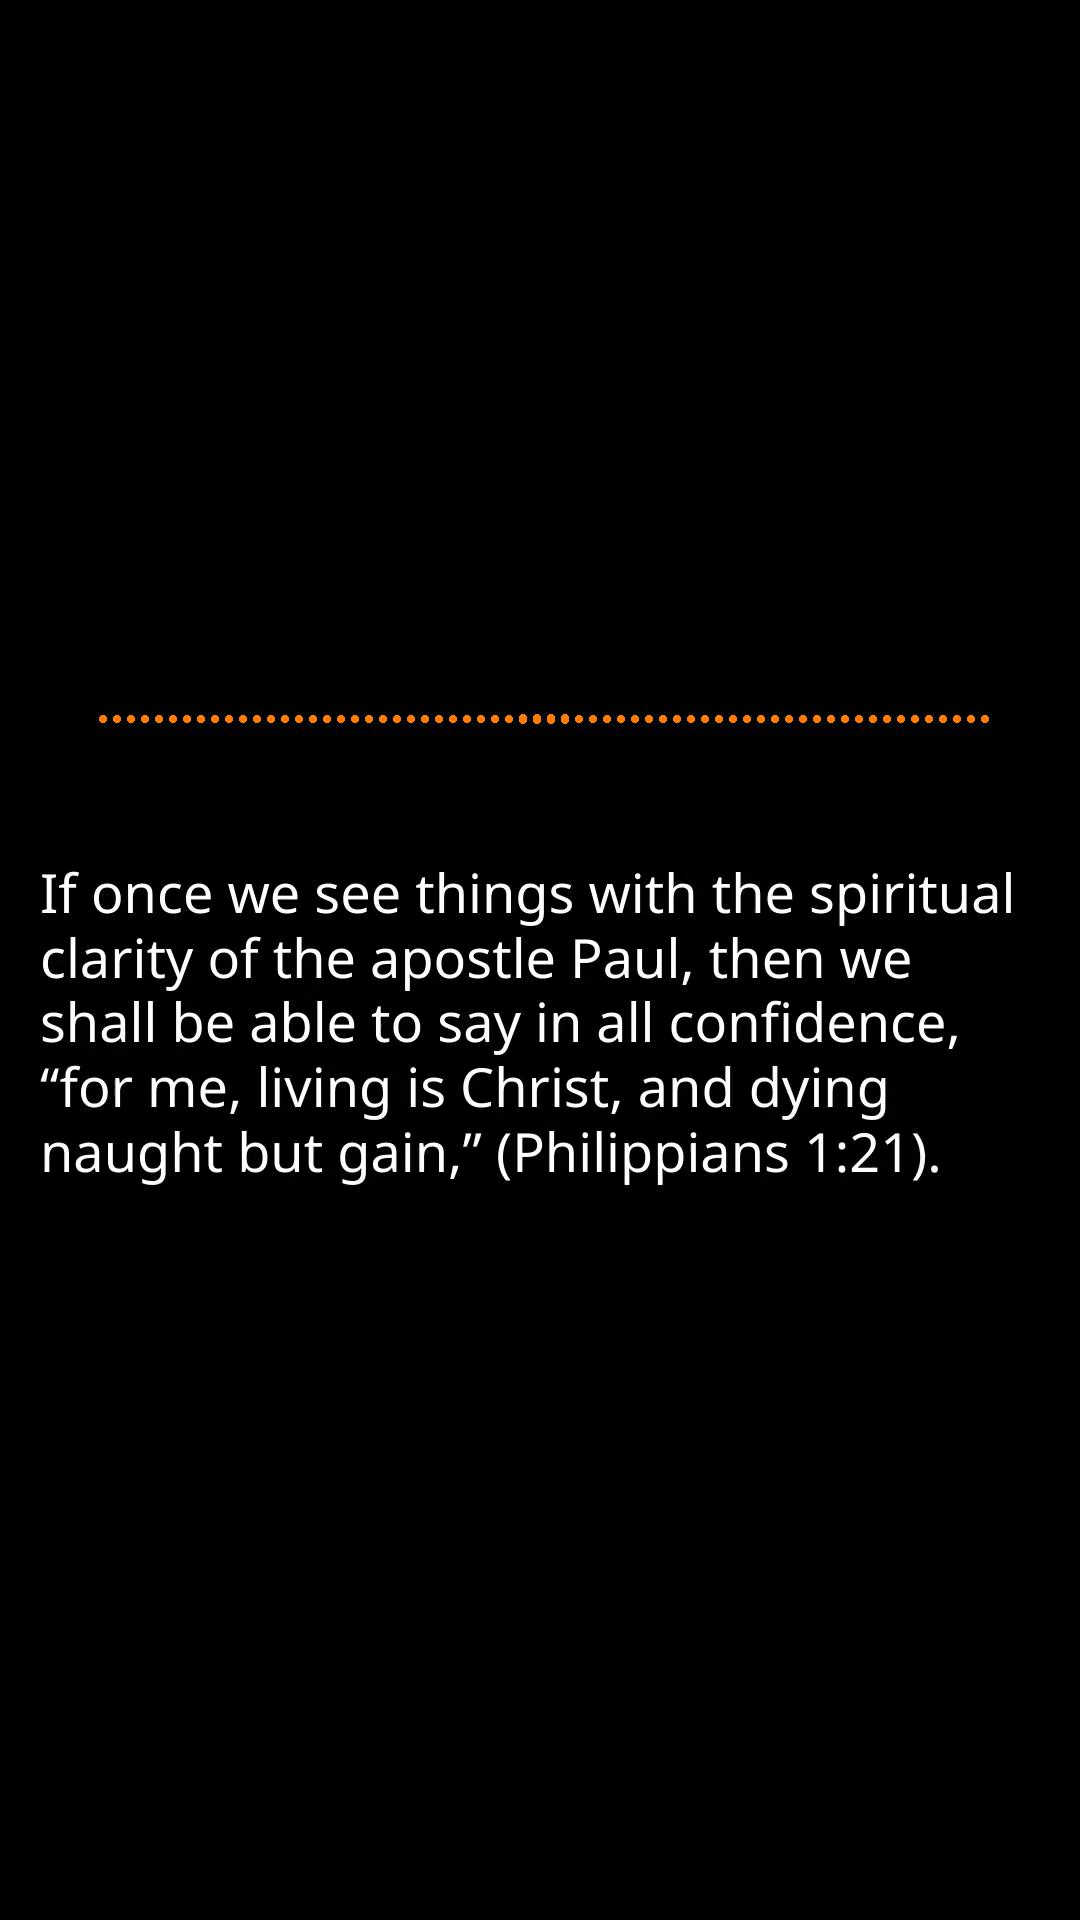 If once we see things with the spiritual
clarity of the apostle Paul, then we
shall be able to say in all confidence,
“for me, living is Christ, and dying
naught but gain,” (Philippians 1:21).